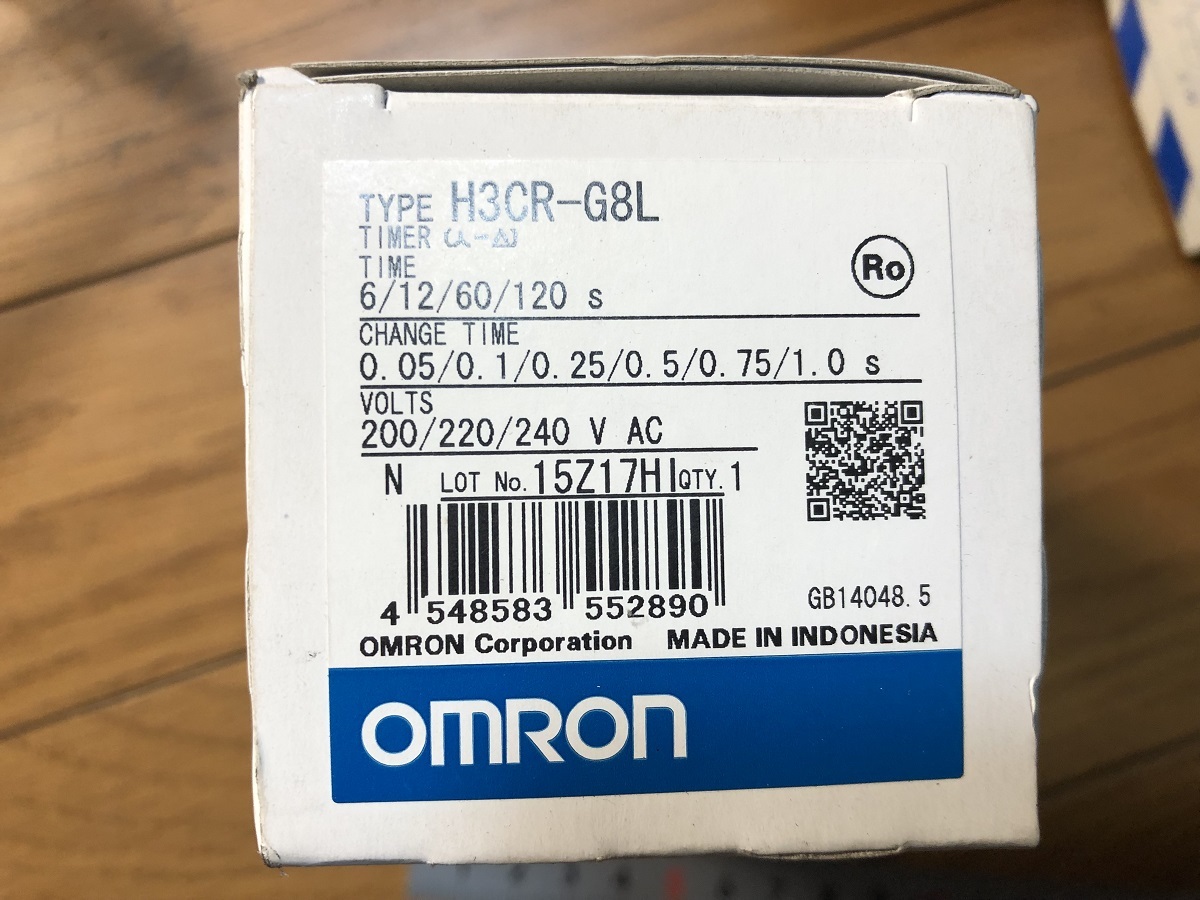 TYPE H3CR-G8L
TIMER (人-△)
TIME
6/12/60/120 s
Ro
CHANGE TIME
0.05/0.1/0.25/0.5/0.75/1.0 s
VOLTS
200/220/240 V AC
N LOT No. 15Z17HI QTY. 1
4 548583 552890
GB14048.5
OMRON Corporation MADE IN INDONESIA
OMRON